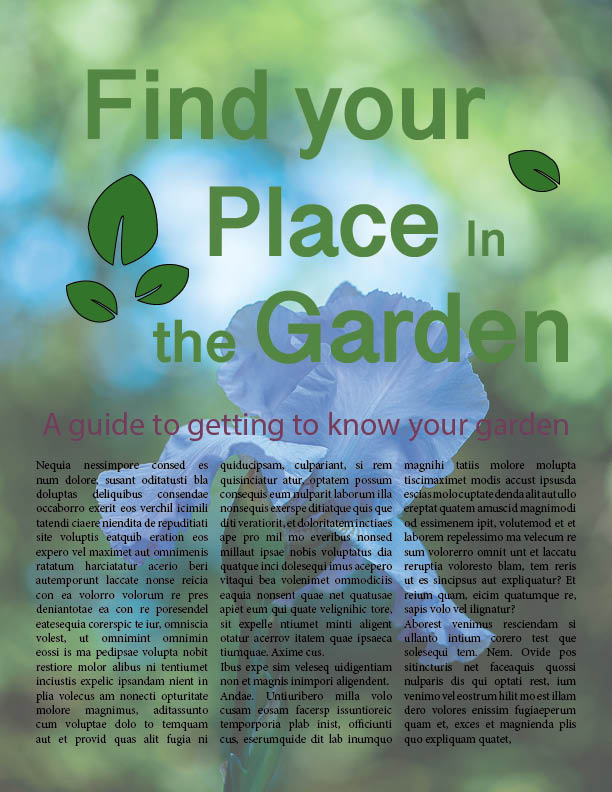 Find your
Place In
the Garden
A guide to getting to know your garden
Nequia nessimpore consed es
num dolore, susant oditatusti bla
doluptas deliquibus consendae
occaborro exerit eos verchil icimili
tatendi ciaere niendita de repuditiati
site voluptis eatquib eration eos
expero vel maximet aut omnimenis
ratatum harciatatur acerio beri
autemporunt laccate nonse reicia
con ea volorro volorum re pres
deniantotae ea con re poresendel
eatesequia corerspic te iur, omniscia
volest, ut omnimint omnimin
eossi is ma pedipsae volupta nobit
restiore molor alibus ni tentiumet
inciustis expelic ipsandam nient in
plia volecus am nonecti opturitate
molore magnimus, aditassunto
cum voluptae dolo to temquam
aut et provid quas alit fugia ni
quiducipsam, culpariant, si rem
quisinciatur atur, optatem possum
consequis eum nulparit laborum illa
nonsequis exerspe ditiatque quis que
diti veratiorit, et doloritatem inctiaes
ape pro mil mo everibus nonsed
millaut ipsae nobis voluptatus dia
quatque inci dolesequi imus acepero
vitaqui bea volenimet ommodiciis
eaquia nonsent quae net quatusae
apiet eum qui quate velignihic tore,
sit expelle ntiumet minti aligent
otatur acerrov itatem quae ipsaeca
tiumquae. Axime cus.
Ibus expe sim veleseq uidigentiam
non et magnis inimpori aligendent.
Andae. Untiuribero milla volo
cusam eosam facersp issuntioreic
temporporia plab inist, officiunti
cus, eserumquide dit lab inumquo
magnihi tatiis molore molupta
tiscimaximet modis accust ipsusda
escias molo cuptate denda alit aut ullo
ereptat quatem amuscid magnimodi
od essimenem ipit, volutemod et et
laborem repelessimo ma velecum re
sum volorerro omnit unt et laccatu
reruptia voloresto blam, tem reris
ut es sincipsus aut expliquatur? Et
reium quam, eicim quatumque re,
sapis volo vel ilignatur?
Aborest venimus resciendam si
ullanto intium corero test que
solesequi tem. Nem. Ovide pos
sitincturis net faceaquis quossi
nulparis dis qui optati rest, ium
venimo vel eostrum hilit mo est illam
dero volores enissim fugiaeperum
quam et, exces et magnienda plis
quo expliquam quatet,